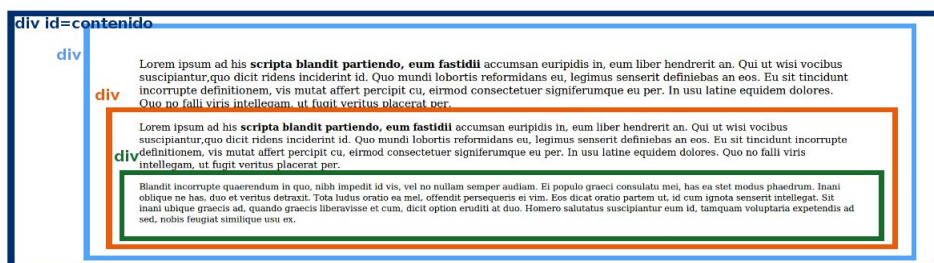 div id=contenido
div
Lorem ipsum ad his scripta blandit partiendo, eum fastidii accumsan euripidis in, eum liber hendrerit an. Qui ut wisi vocibus
suscipiantur,quo dicit ridens inciderint id. Quo mundi lobortis reformidans eu, legimus senserit definiebas an eos. Eu sit tincidunt
incorrupte definitionem, vis mutat affert percipit cu, eirmod consectetuer signiferumque eu per. In usu latine equidem dolores.
Quo no falli viris intellegam, ut fugit veritus placerat per.
div
Lorem ipsum ad his scripta blandit partiendo, eum fastidii accumsan euripidis in, eum liber hendrerit an. Qui ut wisi vocibus
suscipiantur,quo dicit ridens inciderint id. Quo mundi lobortis reformidans eu, legimus senserit definiebas an eos. Eu sit tincidunt incorrupte
definitionem, vis mutat affert percipit cu, eirmod consectetuer signiferumque eu per. In usu latine equidem dolores. Quo no falli viris
intellegam, ut fugit veritus placerat per.
div
Blandit incorrupte quaerendum in quo, nibh impedit id vis, vel no nullam semper audiam. Ei populo graeci consulatu mei, has ea stet modus phaedrum. Inani
oblique ne has, duo et veritus detraxit. Tota ludus oratio ea mel, offendit persequeris ei vim. Eos dicat oratio partem ut, id cum ignota senserit intellegat. Sit
inani ubique graecis ad, quando graecis liberavisse et cum, dicit option eruditi at duo. Homero salutatus suscipiantur eum id, tamquam voluptaria expetendis ad
sed, nobis feugiat similique usu ex.